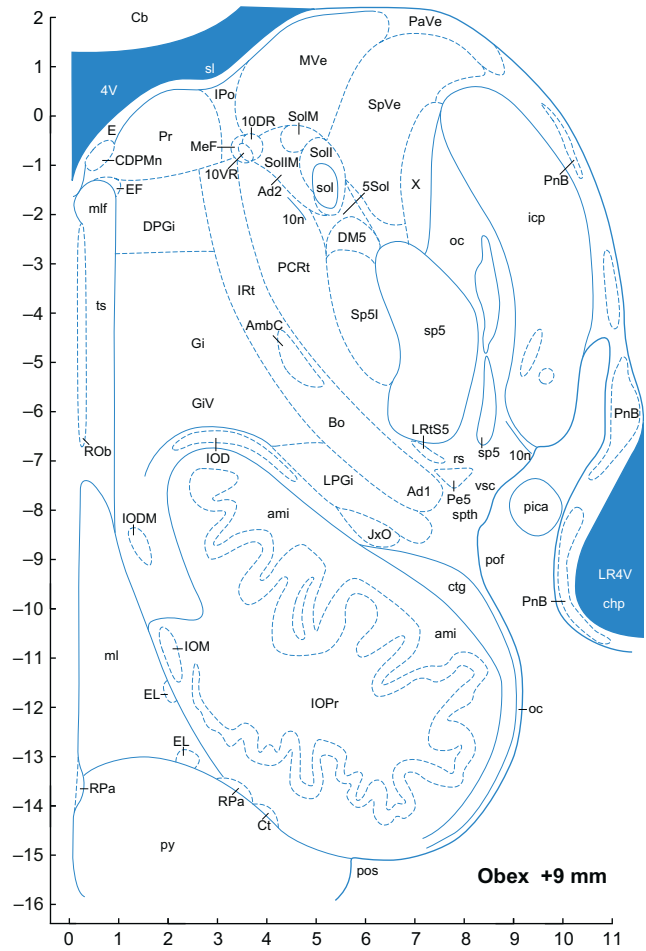 2
1
0
–1
–2
–3
–4
–5
–6
–7
–8
–9
–10
–11
–12
–13
–14
–15
–16
Cb
PaVe
sl
MVe
4V
IPo
SpVe
10DR
SolM
E
Pr
MeF
SolI
CDPMn
SolIM
10VR
PnB
EF
Ad2
sol
5Sol
X
mlf
10n
icp
DPGi
DM5
oc
PCRt
ts
IRt
Sp5I
AmbC
sp5
Gi
GiV
Bo
PnB
LRtS5
ROb
IOD
rs
sp5
10n
LPGi
Ad1
Pe5
vsc
IODM
ami
spth
pica
JxO
pof
LR4V
ctg
PnB
chp
ami
ml
IOM
EL
IOPr
oc
EL
RPa
RPa
Ct
py
pos
Obex +9 mm
0 1 2 3 4 5 6 7 8 9 10 11